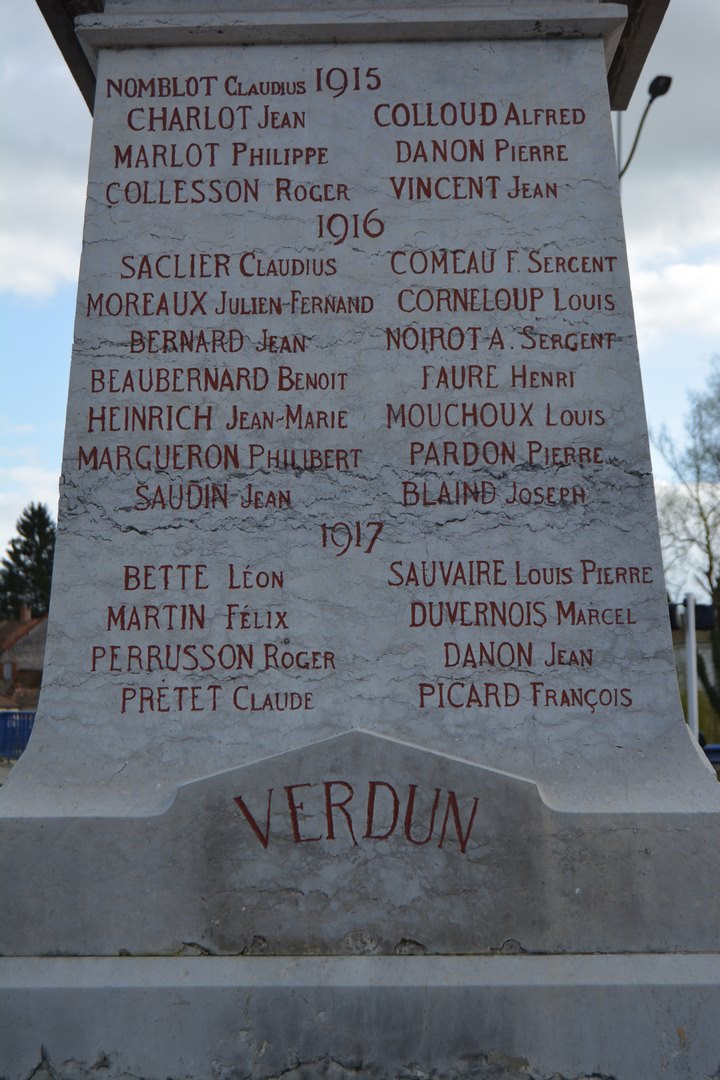 NOMBLOT CLAUDIUS 1915
CHARLOT JEAN COLLOUD ALFRED
MARLOT PHILIPPE DANON PIERRE
COLLESSON ROGER VINCENT JEAN
1916
SACLIER CLAUDIUS COMEAU F. SERGENT
MOREAUX JULIEN-FERNAND CORNELOUP LOUIS
BERNARD JEAN NOIROT A. SERGENT
BEAUBERNARD BENOIT FAURE HENRI
HEINRICH JEAN-MARIE MOUCHOUX LOUIS
MARGUERON PHILIBERT PARDON PIERRE
SAUDIN JEAN BLAIND JOSEPH
1917
BETTE LÉON SAUVAIRE LOUIS PIERRE
MARTIN FÉLIX DUVERNOIS MARCEL
PERRUSSON ROGER DANON JEAN
PRÉTET CLAUDE PICARD FRANÇOIS
VERDUN